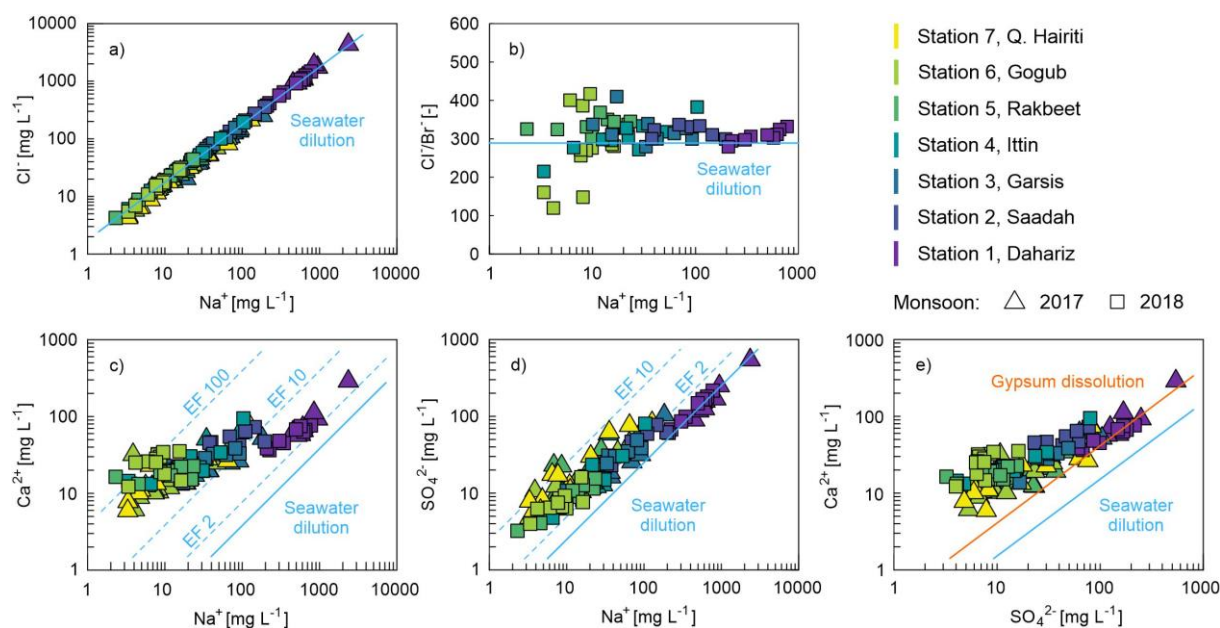 10000
1000
100
10
1
a)
Seawater
dilution
Cl⁻ [mg L⁻¹]
1 10 100 1000 10000
Na⁺ [mg L⁻¹]
600
500
400
300
200
100
0
b)
Seawater
dilution
Cl⁻/Br⁻ [-]
1 10 100 1000
Na⁺ [mg L⁻¹]
Station 7, Q. Hairiti
Station 6, Gogub
Station 5, Rakbeet
Station 4, Ittin
Station 3, Garsis
Station 2, Saadah
Station 1, Dahariz
Monsoon: 2017 2018
1000
100
10
1
c)
EF 100
EF 10
EF 2
Seawater
dilution
Ca²⁺ [mg L⁻¹]
1 10 100 1000 10000
Na⁺ [mg L⁻¹]
1000
100
10
1
d)
EF 10
EF 2
Seawater
dilution
SO₄²⁻ [mg L⁻¹]
1 10 100 1000 10000
Na⁺ [mg L⁻¹]
1000
100
10
1
e)
Gypsum dissolution
Seawater
dilution
Ca²⁺ [mg L⁻¹]
1 10 100 1000
SO₄²⁻ [mg L⁻¹]